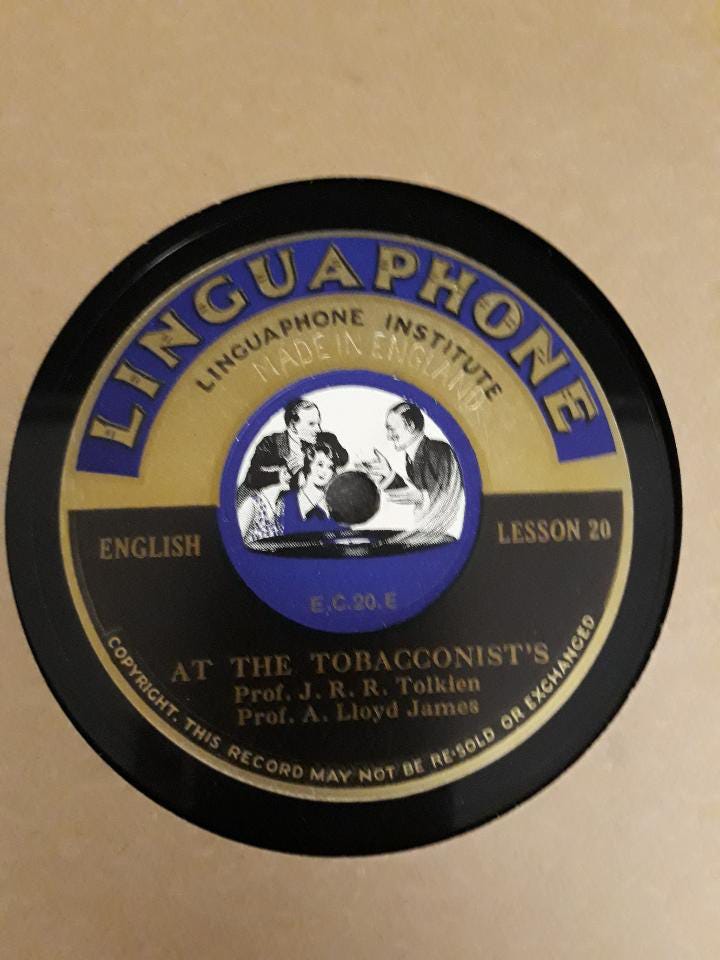 LINGUAPHONE
LINGUAPHONE INSTITUTE
MADE IN ENGLAND
ENGLISH
LESSON 20
E.C.20.E
AT THE TOBACCONIST'S
Prof. J. R. R. Tolkien
Prof. A. Lloyd James
COPYRIGHT. THIS RECORD MAY NOT BE RE-SOLD OR EXCHANGED